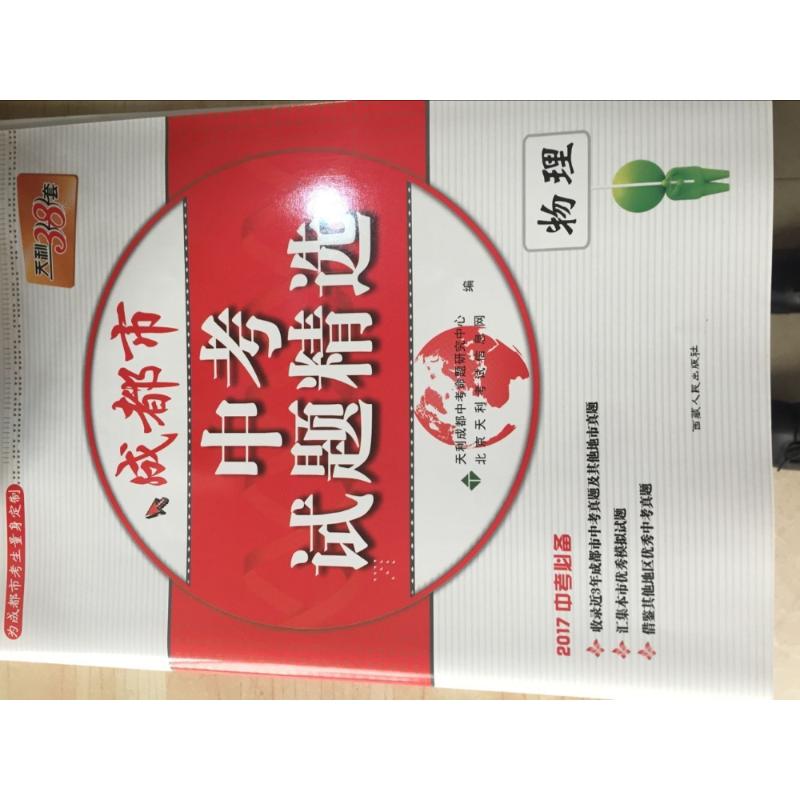 为成都市考生量身定制
天利38套
成都市
中考
试题精选
天利成都中考命题研究中心
北京天利考试信息网
编
物理
2017 中考必备
收录近3年成都市中考真题及其他地市真题
汇集本市优秀模拟试题
借鉴其他地区优秀中考真题
西藏人民出版社